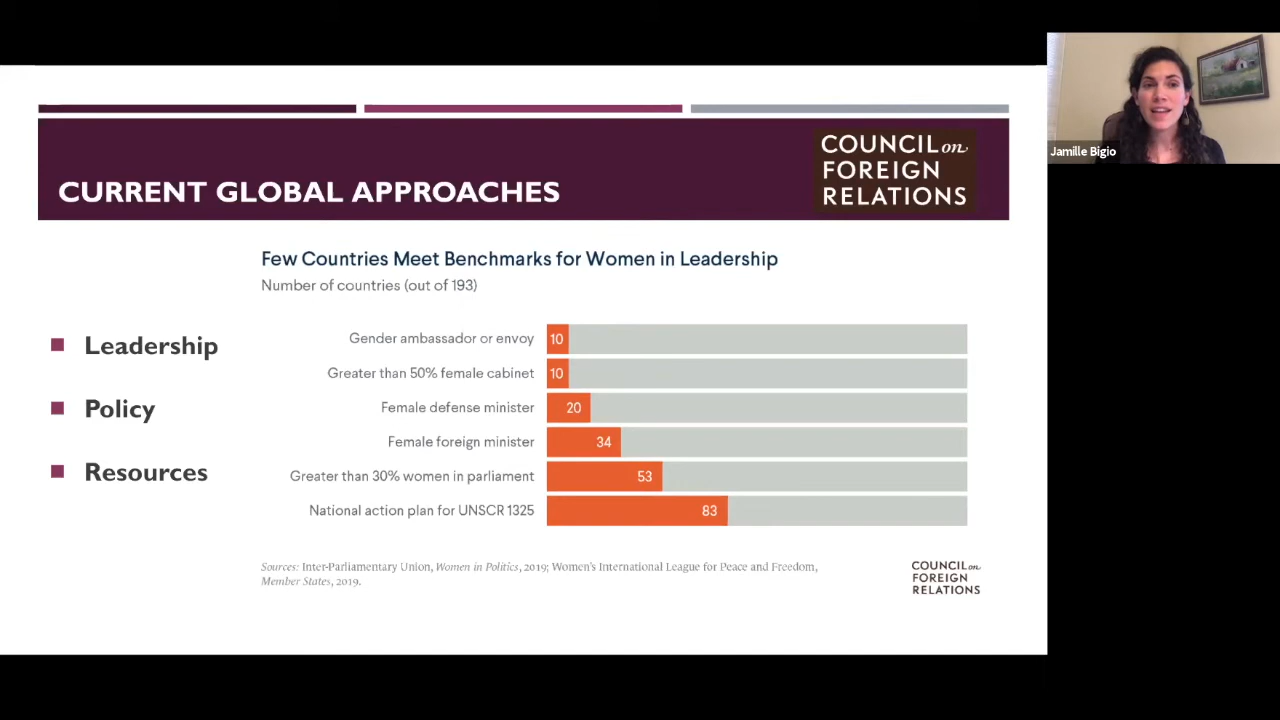 CURRENT GLOBAL APPROACHES
COUNCIL on
FOREIGN
RELATIONS
Jamille Bigio
Few Countries Meet Benchmarks for Women in Leadership
Number of countries (out of 193)
Leadership
Policy
Resources
Gender ambassador or envoy 10
Greater than 50% female cabinet 10
Female defense minister 20
Female foreign minister 34
Greater than 30% women in parliament 53
National action plan for UNSCR 1325 83
Sources: Inter-Parliamentary Union, Women in Politics, 2019; Women's International League for Peace and Freedom,
Member States, 2019.
COUNCIL on
FOREIGN
RELATIONS